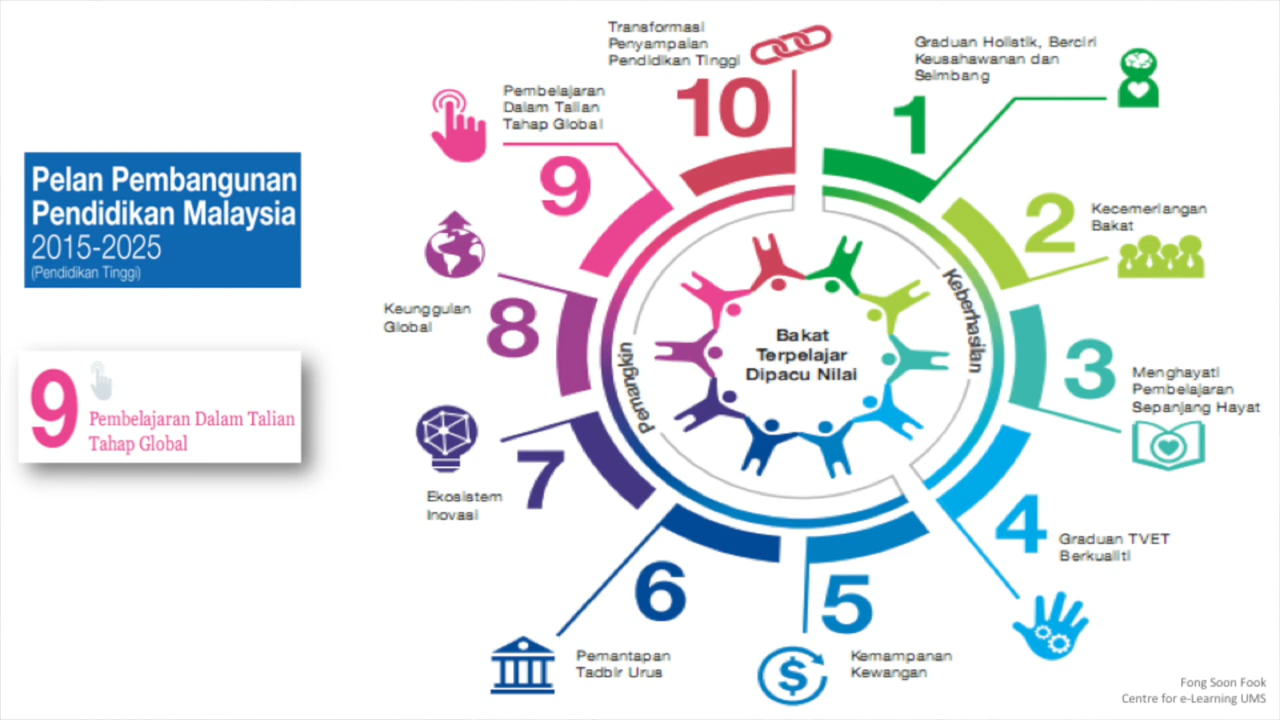 Pelan Pembangunan
Pendidikan Malaysia
2015-2025
(Pendidikan Tinggi)
9
Pembelajaran Dalam Talian
Tahap Global
1
Graduan Holistik, Berciri
Keusahawanan dan
Seimbang
2
Kecemerlangan
Bakat
3
Menghayati
Pembelajaran
Sepanjang Hayat
4
Graduan TVET
Berkualiti
5
Kemampanan
Kewangan
6
Pemantapan
Tadbir Urus
7
Ekosistem
Inovasi
8
Keunggulan
Global
9
Pembelajaran
Dalam Talian
Tahap Global
10
Transformasi
Penyampaian
Pendidikan Tinggi
Keberhasilan
Pemangkin
Bakat
Terpelajar
Dipacu Nilai
$
Fong Soon Fook
Centre for e-Learning UMS